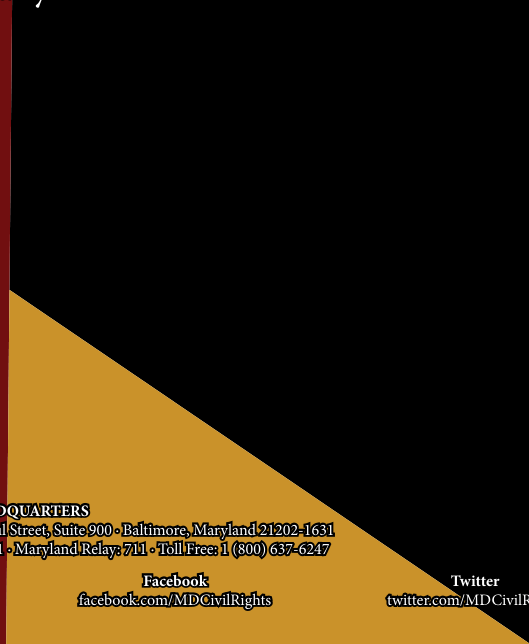 DQUARTERS
l Street, Suite 900 · Baltimore, Maryland 21202-1631
· Maryland Relay: 711 · Toll Free: 1 (800) 637-6247
Facebook Twitter
facebook.com/MDCivilRights twitter.com/MDCivilR